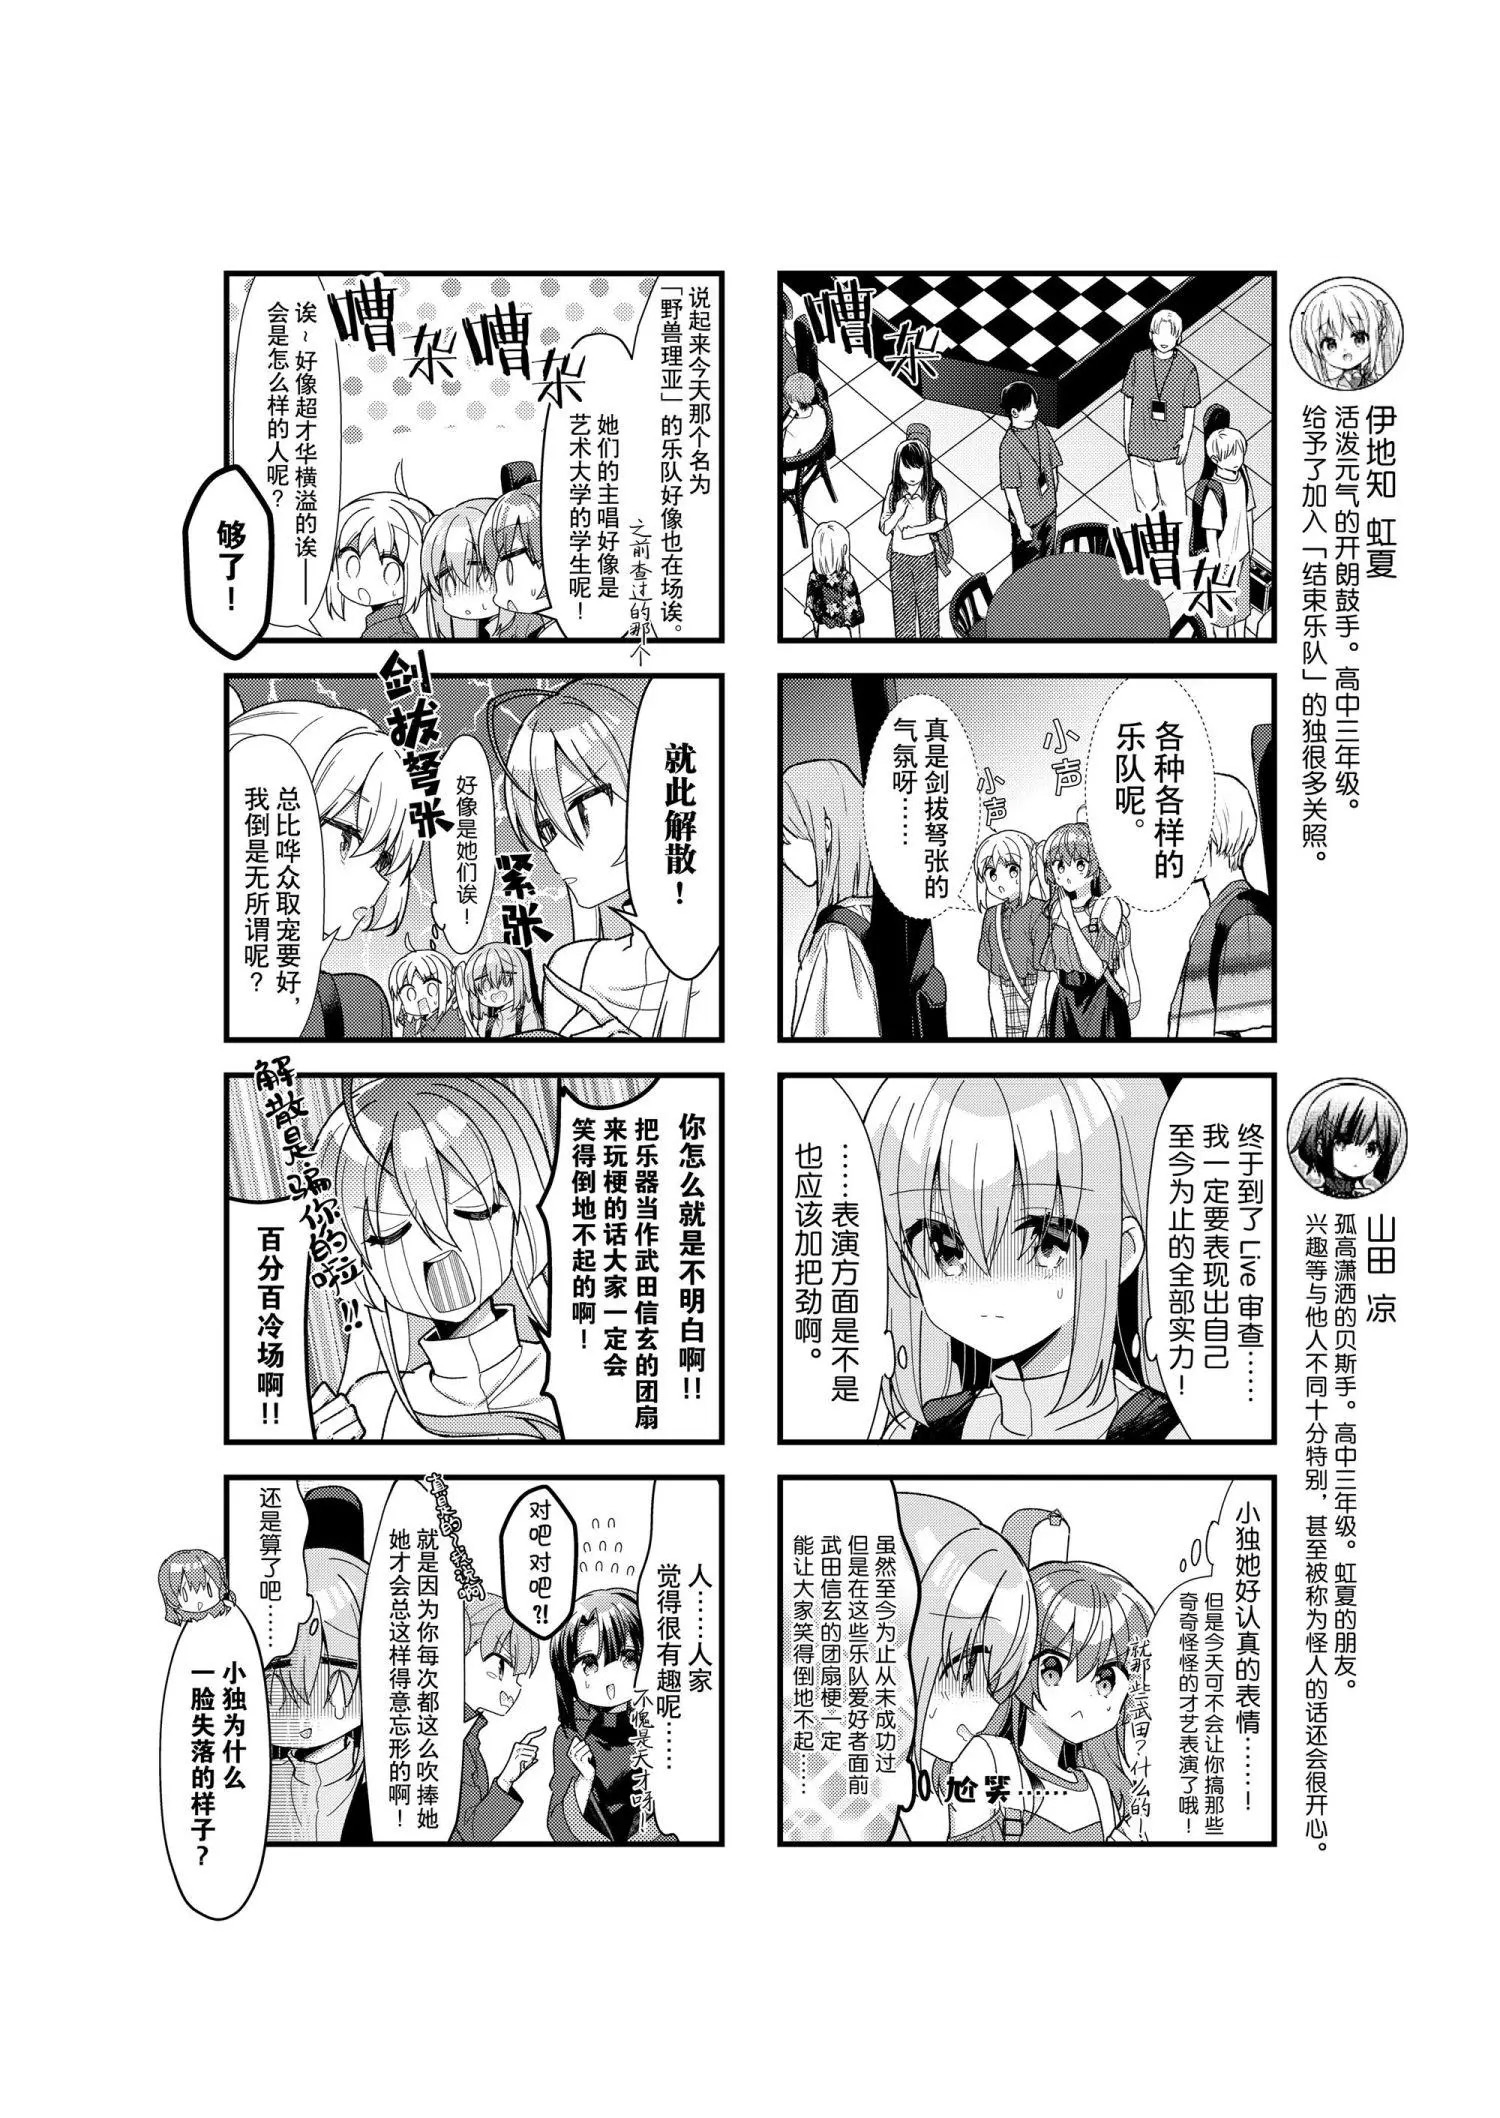 伊地知 虹夏
活泼元气的开朗鼓手。高中三年级。
给予了加入「结束乐队」的独很多关照。
山田 凉
孤高潇洒的贝斯手。高中三年级。虹夏的朋友。
兴趣等与他人不同十分特别，甚至被称为怪人的话还会很开心。
嘈杂
嘈杂
各种各样的
乐队呢。
小声
真是剑拔弩张的
气氛呀……
小声
终于到了Live审查……
我一定要表现出自己
至今为止的全部实力！
……表演方面是不是
也应该加把劲啊。
小独她好认真的表情……！
但是今天可不会让你搞那些
奇奇怪怪的才艺表演了哦！
就那些武田？什么的！
虽然至今为止从未成功过
但是在这些乐队爱好者面前
武田信玄的团扇梗一定
能让大家笑得倒地不起……
尬笑……
说起来今天那个名为
「野兽理亚」的乐队好像也在场诶。
她们的主唱好像是
艺术大学的学生呢！
之前查过的那个
嘈杂
嘈杂
诶~好像超才华横溢的诶——
会是怎么样的人呢？
够了！
就此解散！
紧张
好像是她们诶！
剑拔弩张
总比哗众取宠要好，
我倒是无所谓呢？
你怎么就是不明白啊!!
把乐器当作武田信玄的团扇
来玩梗的话大家一定会
笑得倒地不起的啊！
解散是骗你的啦!!
百分百冷场啊!!
人……人家
觉得很有趣呢……
不愧是天才呀！
对吧对吧?!
就是因为你每次都这么吹捧她
她才会总这样得意忘形的啊！
还是算了吧……
小独为什么
一脸失落的样子？